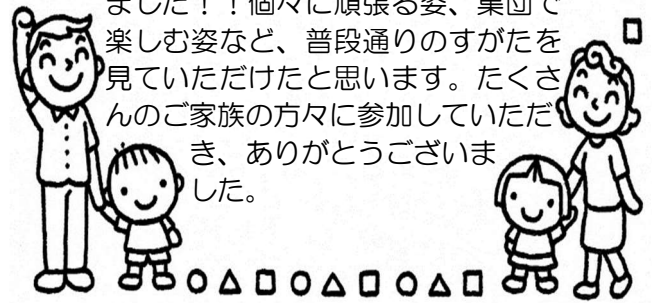 ました！！個々に頑張る姿、集団で
楽しむ姿など、普段通りのすがたを
見ていただけたと思います。たくさ
んのご家族の方々に参加していただ
き、ありがとうございま
した。